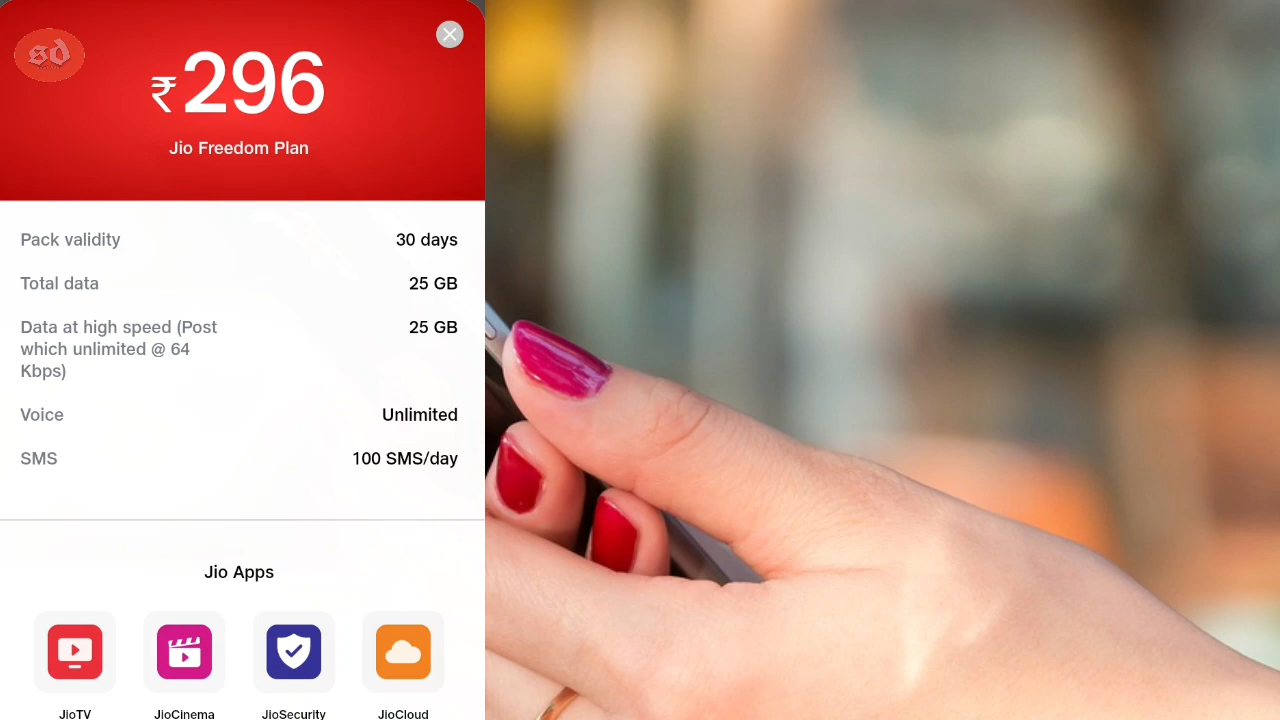 sd
₹296
Jio Freedom Plan
Pack validity 30 days
Total data 25 GB
Data at high speed (Post 25 GB
which unlimited @ 64
Kbps)
Voice Unlimited
SMS 100 SMS/day
Jio Apps
JioTV JioCinema JioSecurity JioCloud